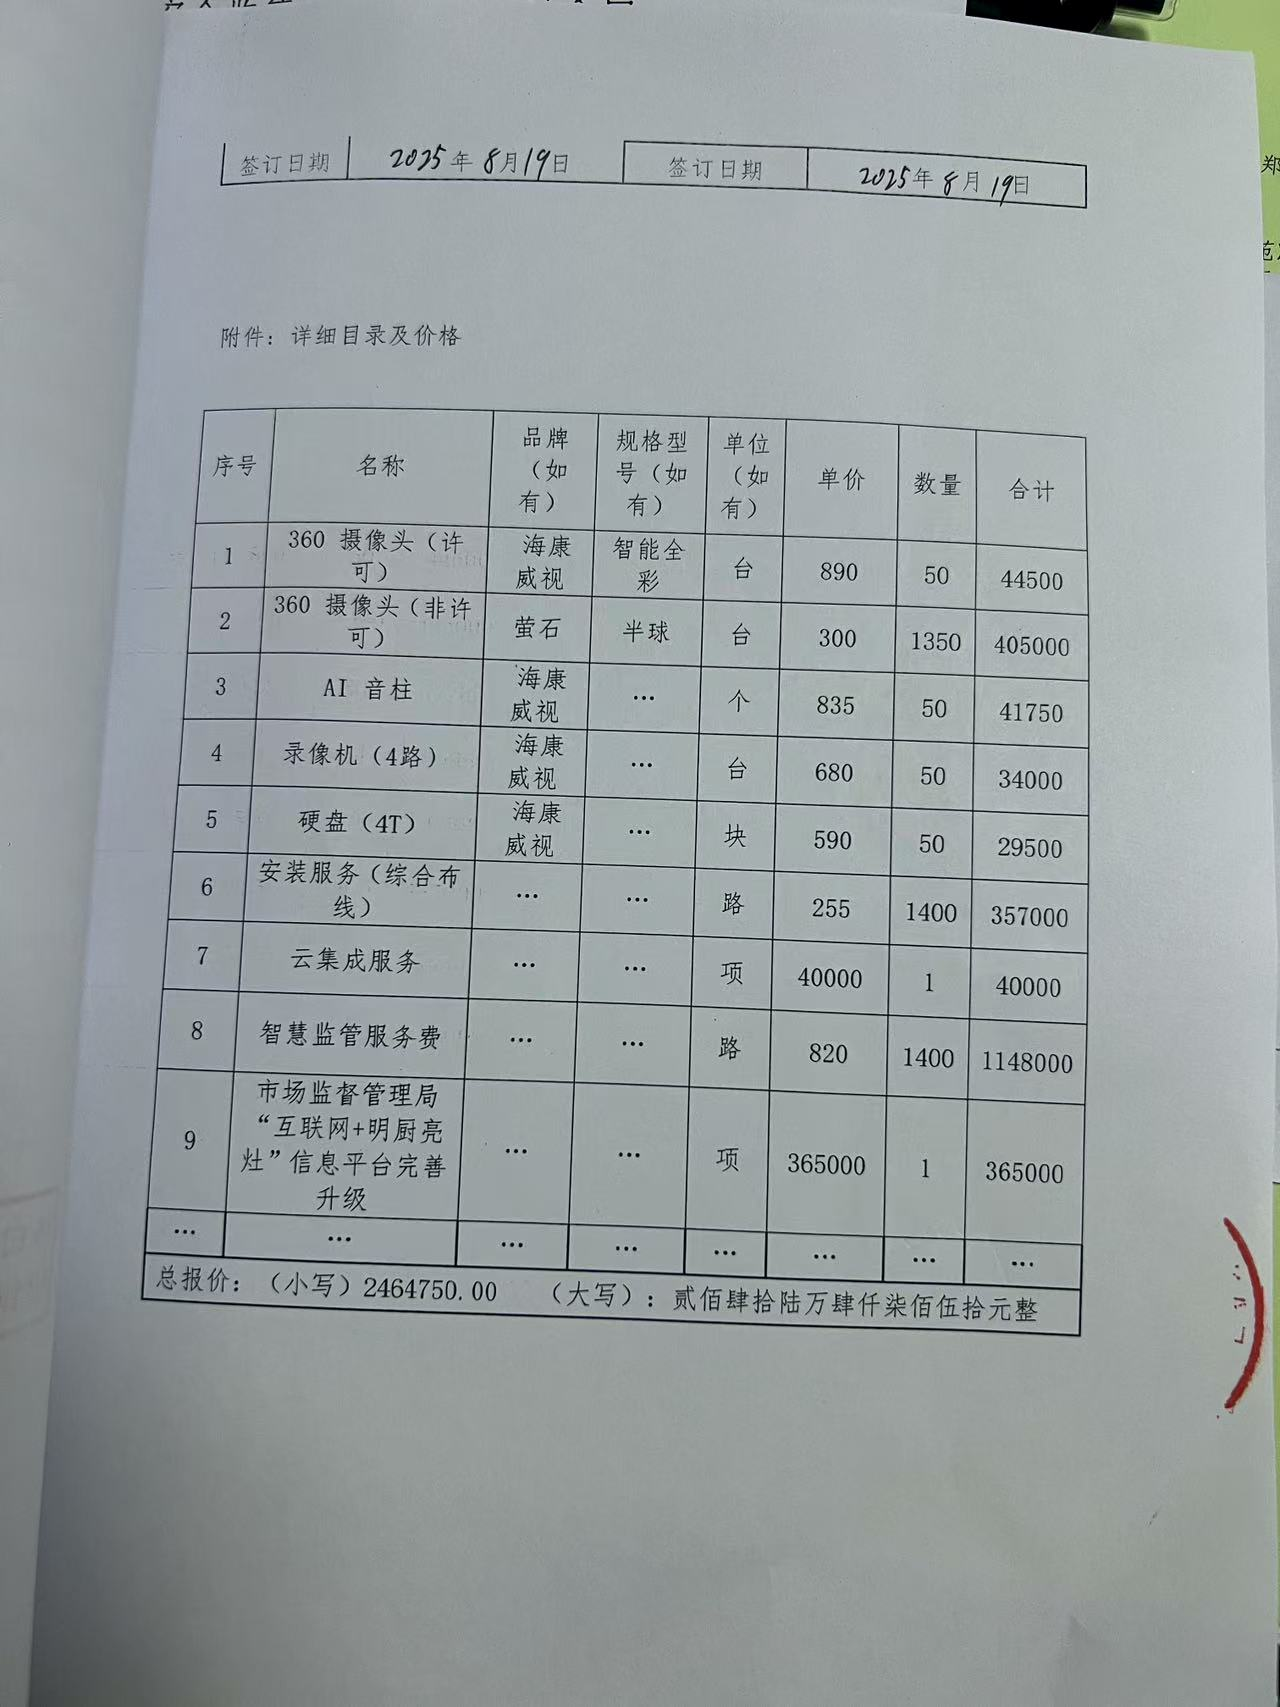 签订日期 2025年8月19日 签订日期 2025年8月19日
附件：详细目录及价格
序号 名称 品牌（如有） 规格型号（如有） 单位（如有） 单价 数量 合计
1 360 摄像头（许可） 海康威视 智能全彩 台 890 50 44500
2 360 摄像头（非许可） 萤石 半球 台 300 1350 405000
3 AI 音柱 海康威视 … 个 835 50 41750
4 录像机（4路） 海康威视 … 台 680 50 34000
5 硬盘（4T） 海康威视 … 块 590 50 29500
6 安装服务（综合布线） … … 路 255 1400 357000
7 云集成服务 … … 项 40000 1 40000
8 智慧监管服务费 … … 路 820 1400 1148000
9 市场监督管理局“互联网+明厨亮灶”信息平台完善升级 … … 项 365000 1 365000
… … … … … … … …
总报价：（小写）2464750.00 （大写）：贰佰肆拾陆万肆仟柒佰伍拾元整
郑